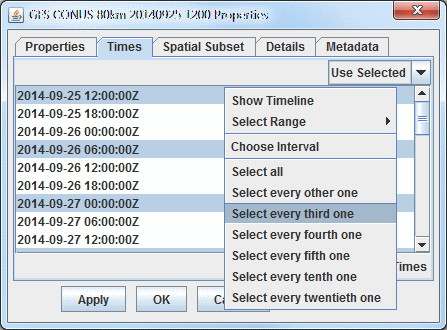 GFS CONUS 80km 20140925 1200 Properties
Properties Times Spatial Subset Details Metadata
Use Selected
2014-09-25 12:00:00Z
2014-09-25 18:00:00Z
2014-09-26 00:00:00Z
2014-09-26 06:00:00Z
2014-09-26 12:00:00Z
2014-09-26 18:00:00Z
2014-09-27 00:00:00Z
2014-09-27 06:00:00Z
2014-09-27 12:00:00Z
Show Timeline
Select Range
Choose Interval
Select all
Select every other one
Select every third one
Select every fourth one
Select every fifth one
Select every tenth one
Select every twentieth one
Times
Apply OK